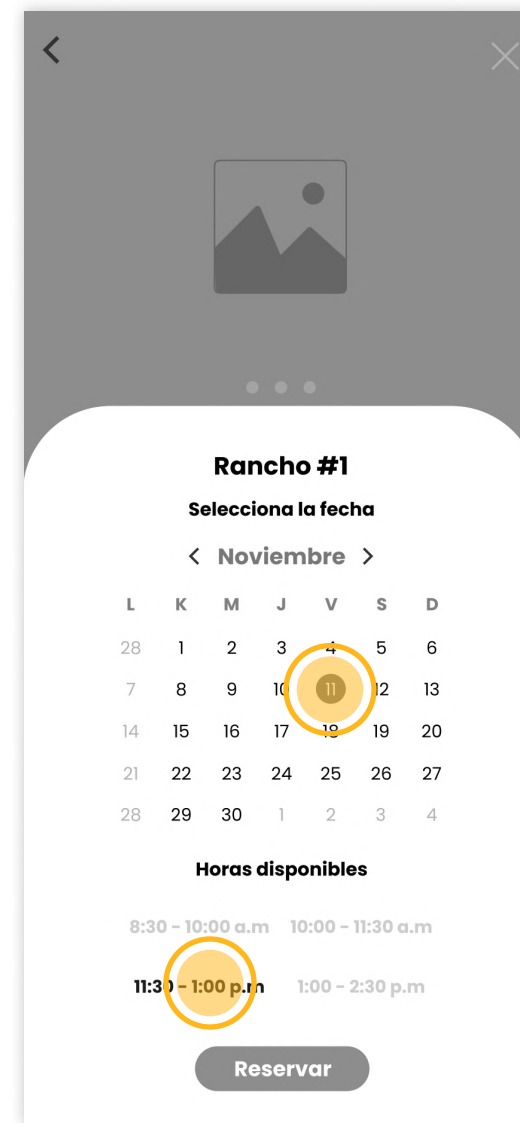 Rancho #1
Selecciona la fecha
Noviembre
L K M J V S D
28 1 2 3 4 5 6
7 8 9 10 11 12 13
14 15 16 17 18 19 20
21 22 23 24 25 26 27
28 29 30 1 2 3 4
Horas disponibles
8:30 - 10:00 a.m 10:00 - 11:30 a.m
11:30 - 1:00 p.m 1:00 - 2:30 p.m
Reservar